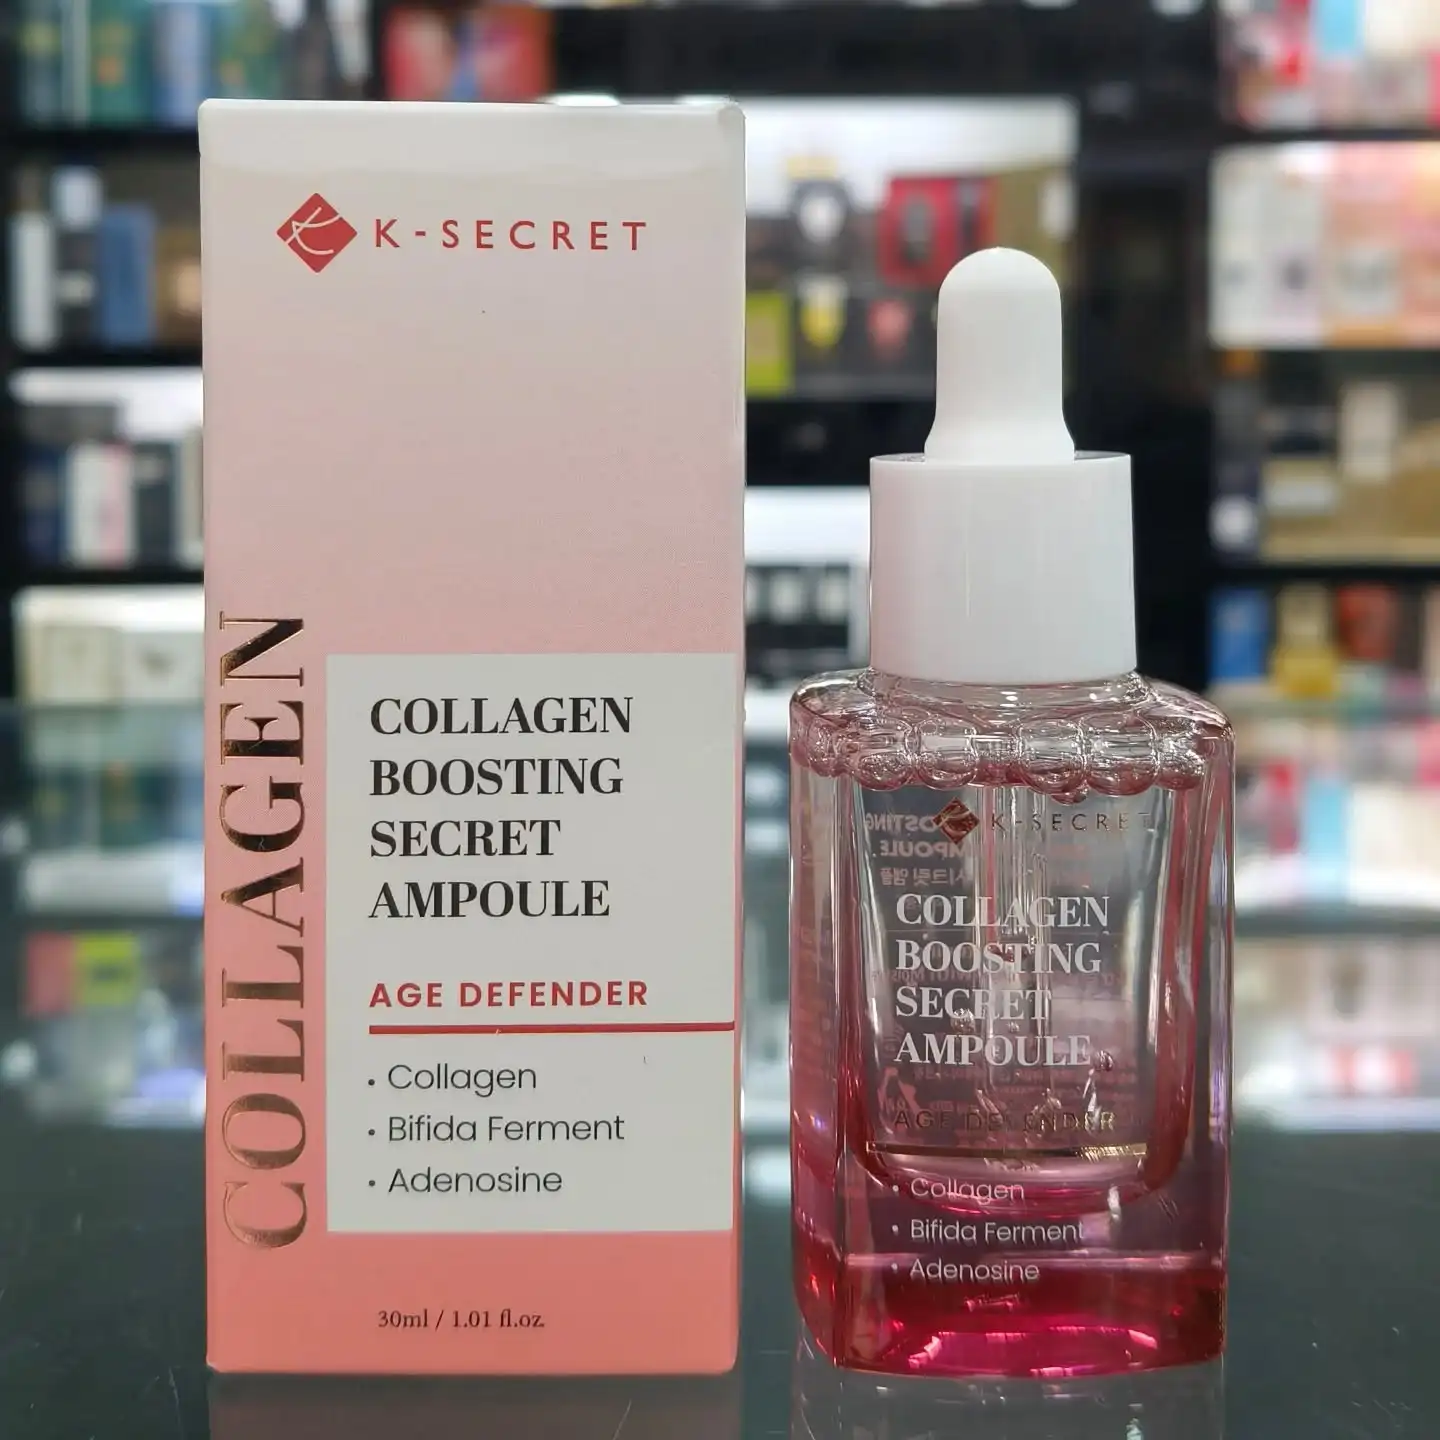 K-SECRET
COLLAGEN
COLLAGEN
BOOSTING
SECRET
AMPOULE
AGE DEFENDER
• Collagen
• Bifida Ferment
• Adenosine
30ml / 1.01 fl.oz.
K-SECRET
COLLAGEN
BOOSTING
SECRET
AMPOULE
AGE DEFENDER
• Collagen
• Bifida Ferment
• Adenosine